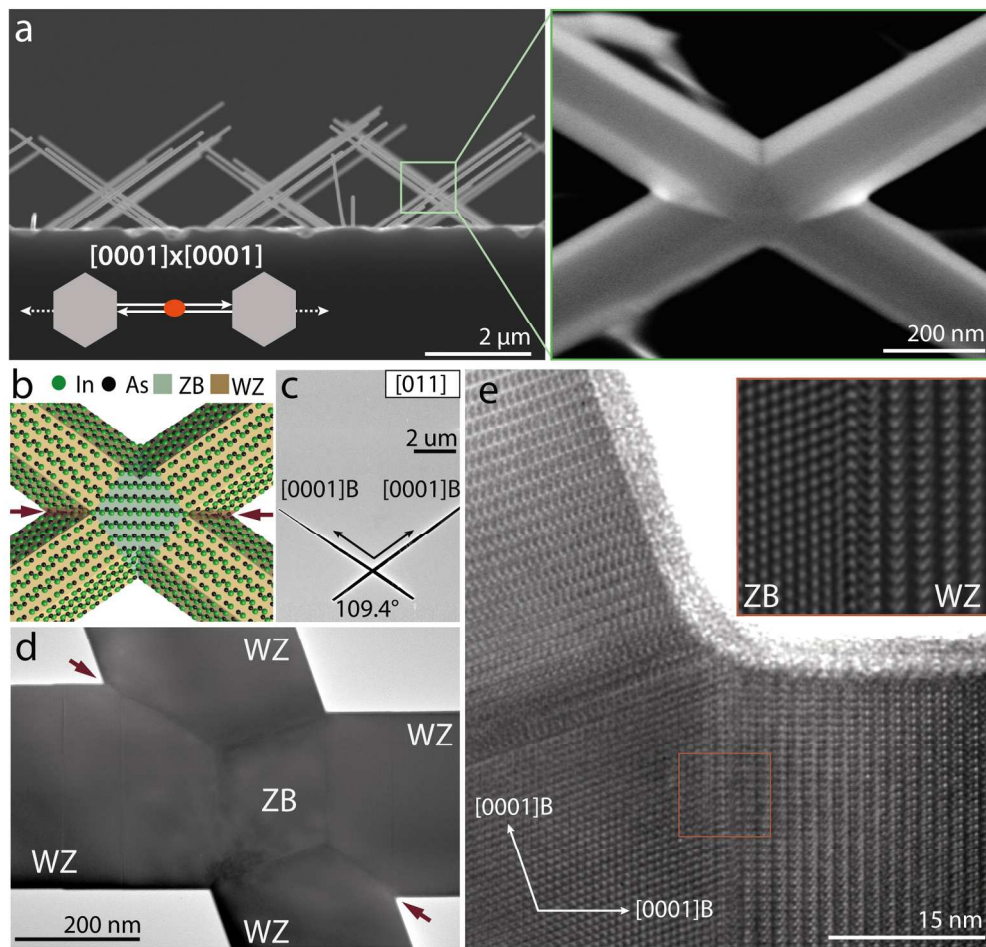 a
[0001]x[0001]
2 µm
200 nm
b
In As ZB WZ
c
[011]
2 um
[0001]B [0001]B
109.4°
d
WZ
WZ
ZB
WZ
WZ
200 nm
e
ZB WZ
[0001]B
[0001]B
15 nm